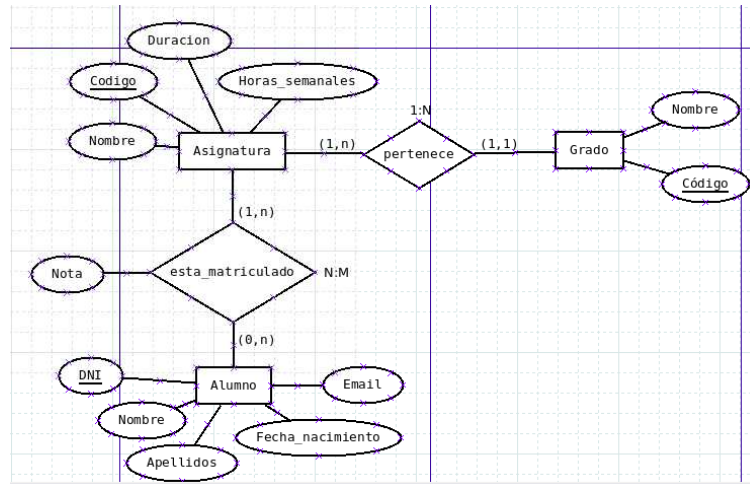 Duracion
Codigo
Horas_semanales
Nombre
Asignatura
(1,n)
1:N
pertenece
(1,1)
Grado
Nombre
Código
(1,n)
Nota
esta_matriculado
N:M
(0,n)
DNI
Alumno
Email
Nombre
Fecha_nacimiento
Apellidos